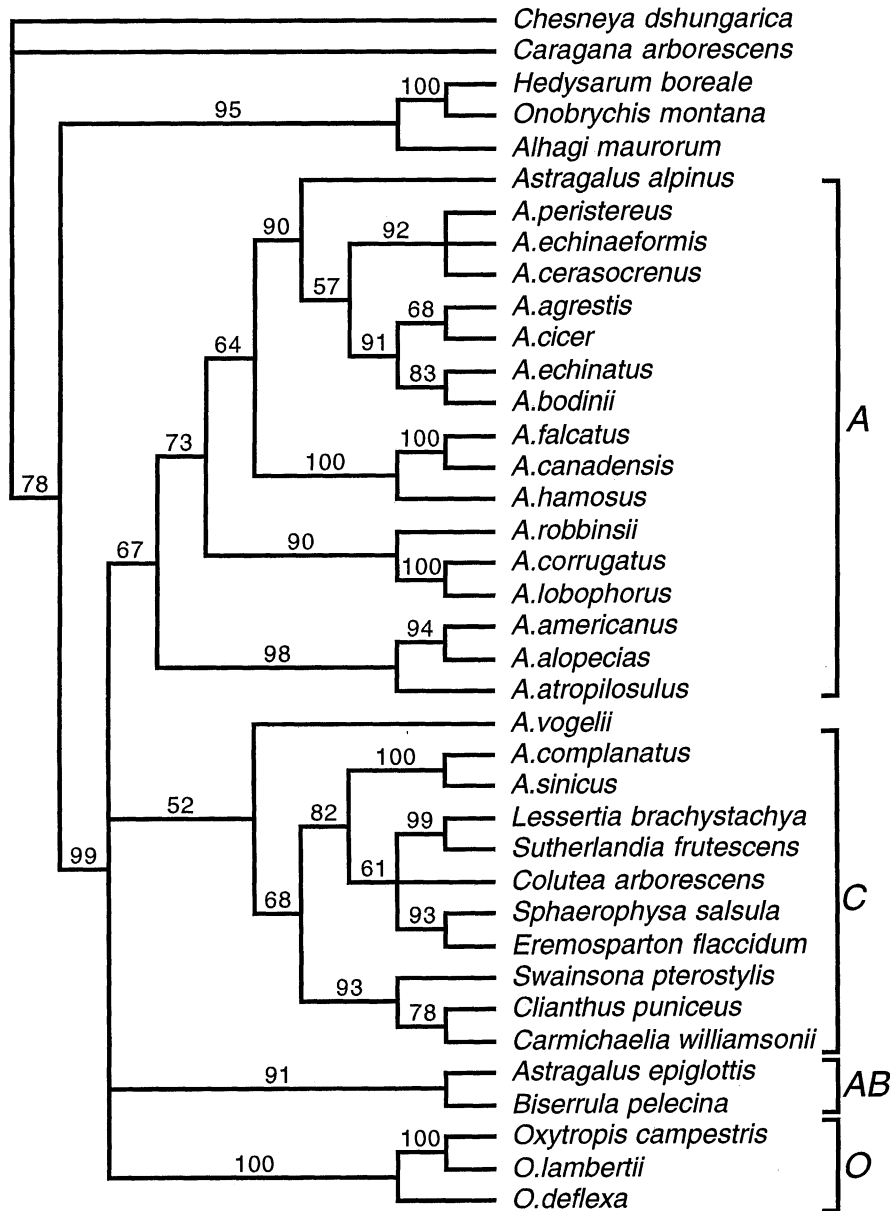 Chesneya dshungarica
Caragana arborescens
100 Hedysarum boreale
95 Onobrychis montana
Alhagi maurorum
Astragalus alpinus
A.peristereus
90 92 A.echinaeformis
A.cerasocrenus
57 68 A.agrestis
64 91 A.cicer
83 A.echinatus
A.bodinii
A
73 100 A.falcatus
100 A.canadensis
78 A.hamosus
A.robbinsii
67 90 100 A.corrugatus
A.lobophorus
94 A.americanus
98 A.alopecias
A.atropilosulus
A.vogelii
100 A.complanatus
A.sinicus
52 82 99 Lessertia brachystachya
Sutherlandia frutescens
99 61 Colutea arborescens
68 93 Sphaerophysa salsula
C
Eremosparton flaccidum
93 Swainsona pterostylis
78 Clianthus puniceus
Carmichaelia williamsonii
91 Astragalus epiglottis
AB
Biserrula pelecina
100 Oxytropis campestris
100 O.lambertii
O
O.deflexa